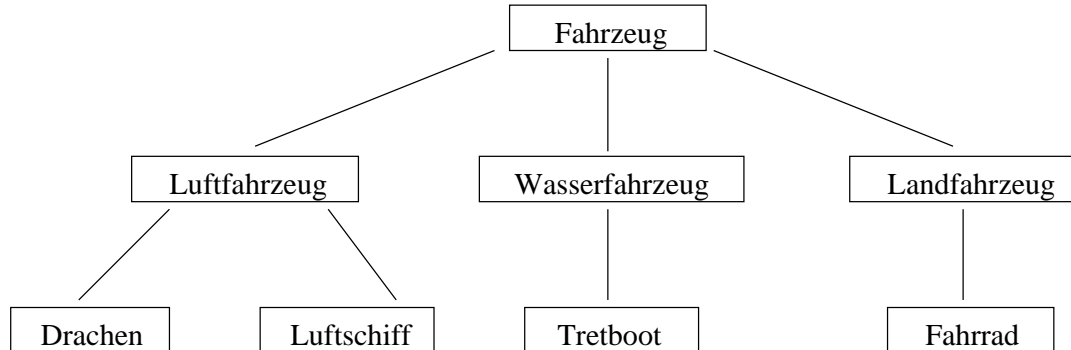 Fahrzeug
Luftfahrzeug Wasserfahrzeug Landfahrzeug
Drachen Luftschiff Tretboot Fahrrad